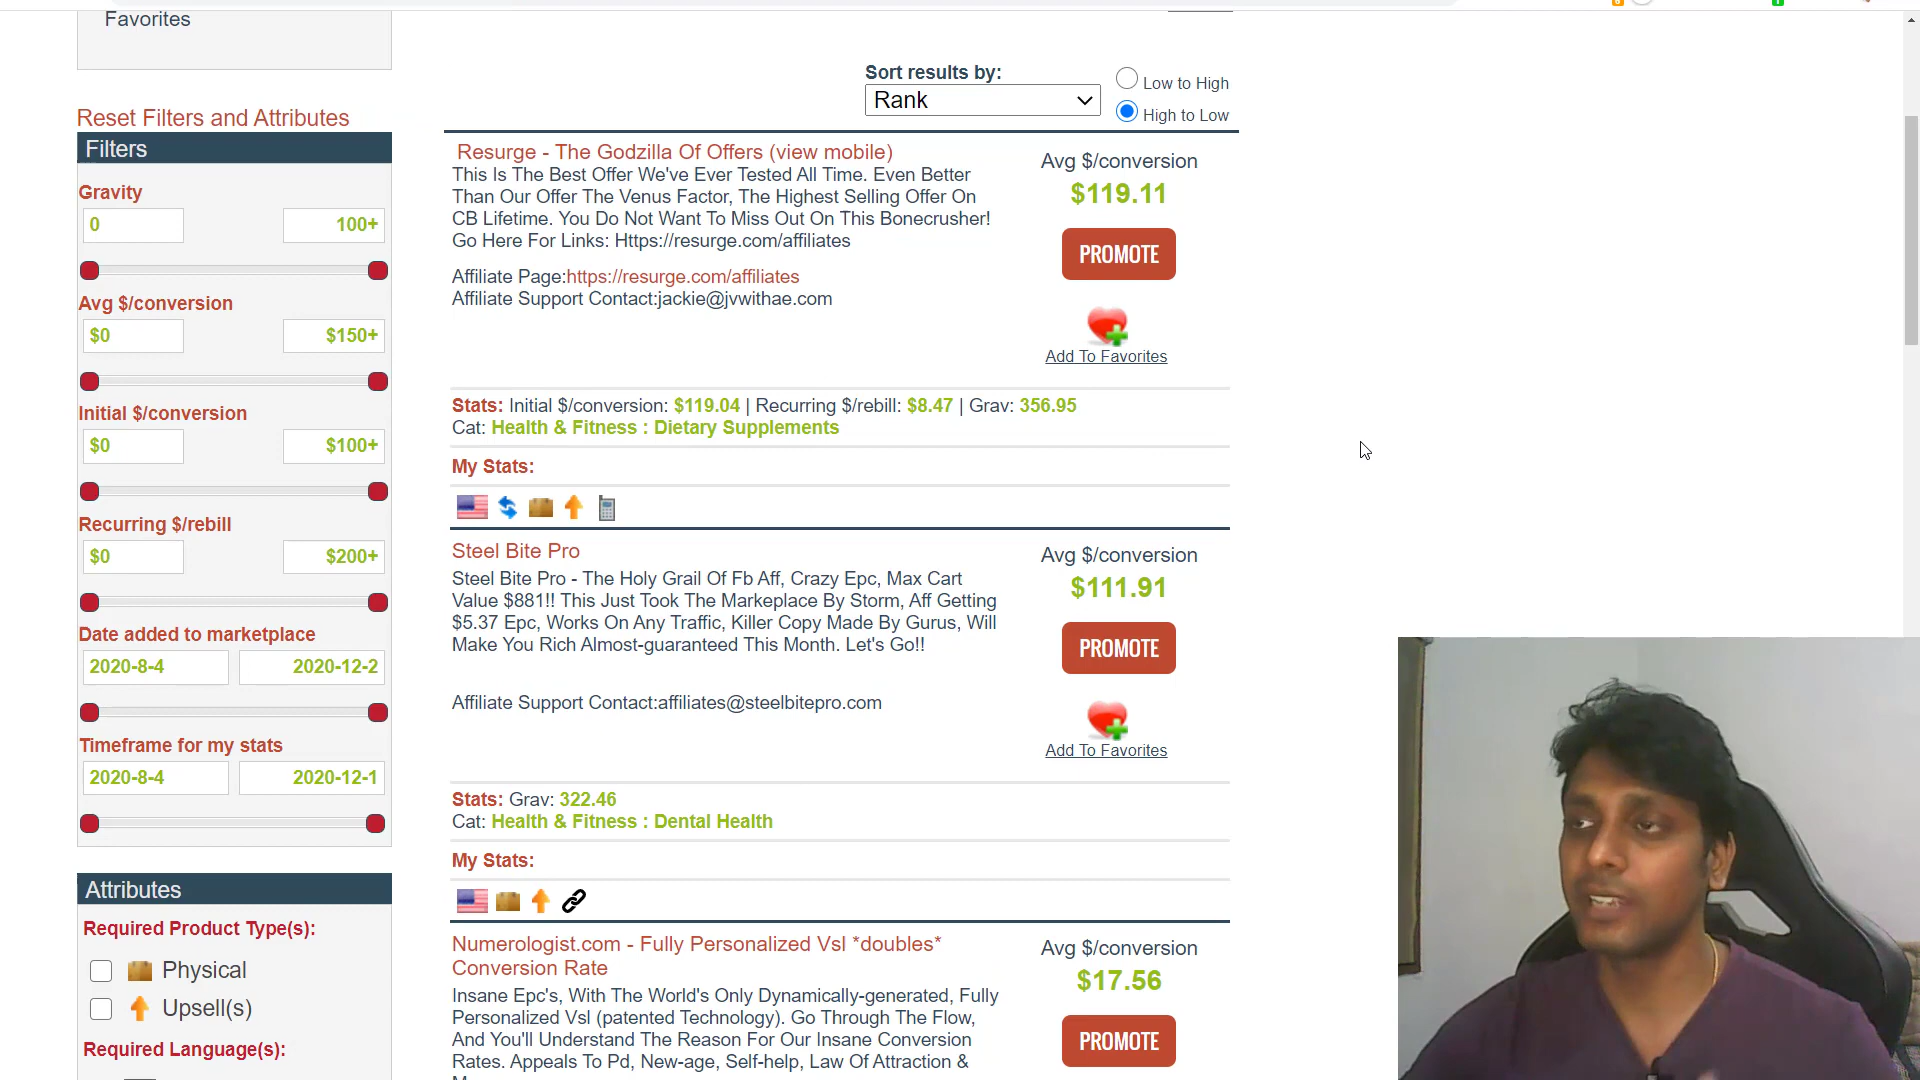 Favorites
Reset Filters and Attributes
Filters
Gravity
0 100+
Avg $/conversion
$0 $150+
Initial $/conversion
$0 $100+
Recurring $/rebill
$0 $200+
Date added to marketplace
2020-8-4 2020-12-2
Timeframe for my stats
2020-8-4 2020-12-1
Attributes
Required Product Type(s):
Physical
Upsell(s)
Required Language(s):
Sort results by:
Rank
Low to High
High to Low
Resurge - The Godzilla Of Offers (view mobile)
This Is The Best Offer We've Ever Tested All Time. Even Better
Than Our Offer The Venus Factor, The Highest Selling Offer On
CB Lifetime. You Do Not Want To Miss Out On This Bonecrusher!
Go Here For Links: Https://resurge.com/affiliates
Affiliate Page:https://resurge.com/affiliates
Affiliate Support Contact:jackie@jvwithae.com
Avg $/conversion
$119.11
PROMOTE
Add To Favorites
Stats: Initial $/conversion: $119.04 | Recurring $/rebill: $8.47 | Grav: 356.95
Cat: Health & Fitness : Dietary Supplements
My Stats:
Steel Bite Pro
Steel Bite Pro - The Holy Grail Of Fb Aff, Crazy Epc, Max Cart
Value $881!! This Just Took The Markeplace By Storm, Aff Getting
$5.37 Epc, Works On Any Traffic, Killer Copy Made By Gurus, Will
Make You Rich Almost-guaranteed This Month. Let's Go!!
Affiliate Support Contact:affiliates@steelbitepro.com
Avg $/conversion
$111.91
PROMOTE
Add To Favorites
Stats: Grav: 322.46
Cat: Health & Fitness : Dental Health
My Stats:
Numerologist.com - Fully Personalized Vsl *doubles*
Conversion Rate
Insane Epc's, With The World's Only Dynamically-generated, Fully
Personalized Vsl (patented Technology). Go Through The Flow,
And You'll Understand The Reason For Our Insane Conversion
Rates. Appeals To Pd, New-age, Self-help, Law Of Attraction &
Avg $/conversion
$17.56
PROMOTE